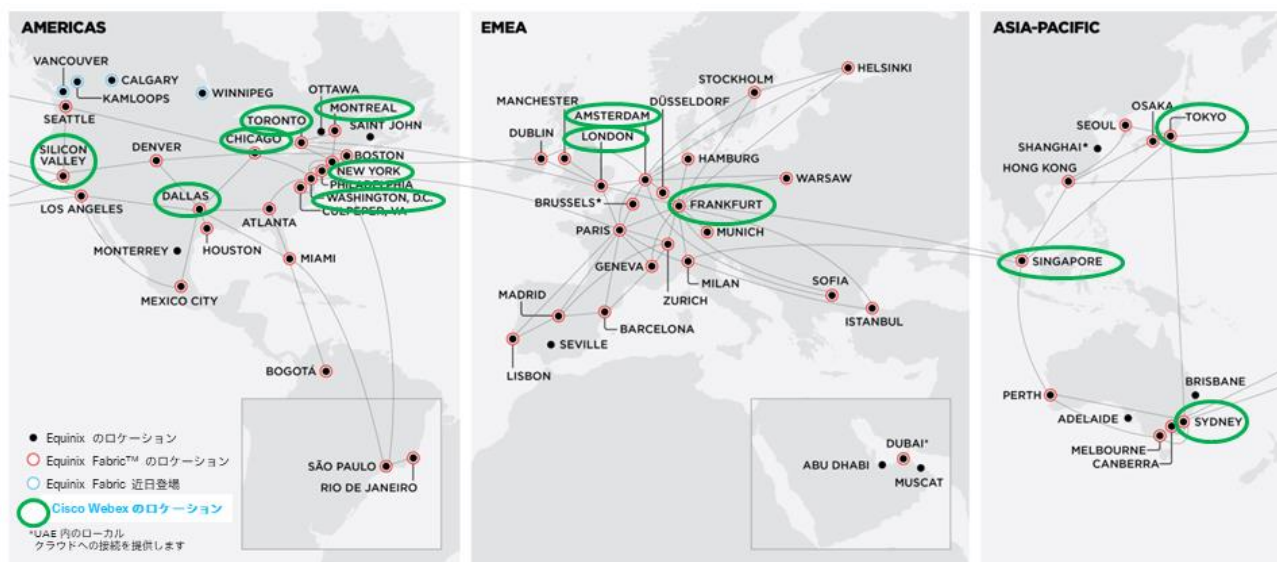 AMERICAS
VANCOUVER
CALGARY
KAMLOOPS
WINNIPEG
SEATTLE
OTTAWA
MONTREAL
TORONTO
SAINT JOHN
CHICAGO
SILICON
VALLEY
DENVER
BOSTON
NEW YORK
PHILADELPHIA
WASHINGTON, D.C.
CULPEPER, VA
DALLAS
LOS ANGELES
ATLANTA
MONTERREY
HOUSTON
MIAMI
MEXICO CITY
BOGOTÁ
SÃO PAULO
RIO DE JANEIRO
Equinix のロケーション
Equinix Fabric™ のロケーション
Equinix Fabric 近日登場
Cisco Webex のロケーション
*UAE 内のローカル
クラウドへの接続を提供します
EMEA
HELSINKI
STOCKHOLM
MANCHESTER
DÜSSELDORF
AMSTERDAM
DUBLIN
LONDON
HAMBURG
WARSAW
BRUSSELS*
FRANKFURT
PARIS
MUNICH
GENEVA
MILAN
SOFIA
ZURICH
MADRID
ISTANBUL
BARCELONA
SEVILLE
LISBON
DUBAI*
ABU DHABI
MUSCAT
ASIA-PACIFIC
OSAKA
TOKYO
SEOUL
SHANGHAI*
HONG KONG
SINGAPORE
BRISBANE
PERTH
ADELAIDE
SYDNEY
MELBOURNE
CANBERRA